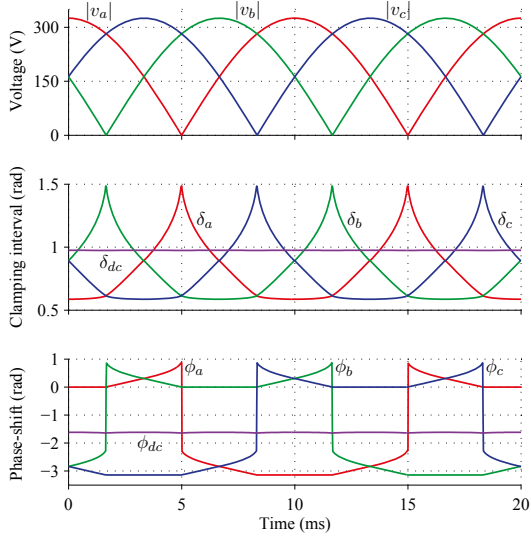 |v_a| |v_b| |v_c|
300
150
0
Voltage (V)
1.5
1
0.5
Clamping interval (rad)
δ_a δ_b δ_c
δ_dc
1
0
−1
−2
−3
Phase-shift (rad)
ϕ_a ϕ_b ϕ_c
ϕ_dc
0 5 10 15 20
Time (ms)